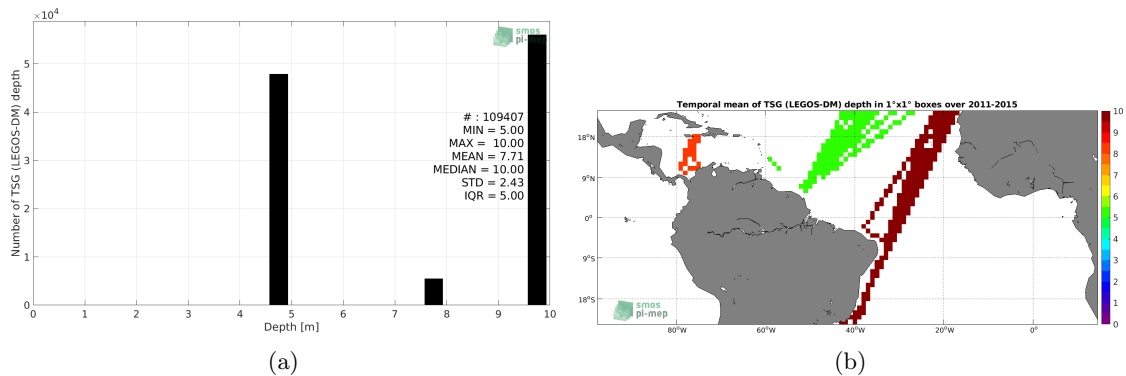 ×10⁴
5
4
3
2
1
0
Number of TSG (LEGOS-DM) depth
smos
pi-mep
# : 109407
MIN = 5.00
MAX = 10.00
MEAN = 7.71
MEDIAN = 10.00
STD = 2.43
IQR = 5.00
0 1 2 3 4 5 6 7 8 9 10
Depth [m]
(a)
Temporal mean of TSG (LEGOS-DM) depth in 1°x1° boxes over 2011-2015
18°N
9°N
0°
9°S
18°S
smos
pi-mep
80°W 60°W 40°W 20°W 0°
10
9
8
7
6
5
4
3
2
1
0
(b)